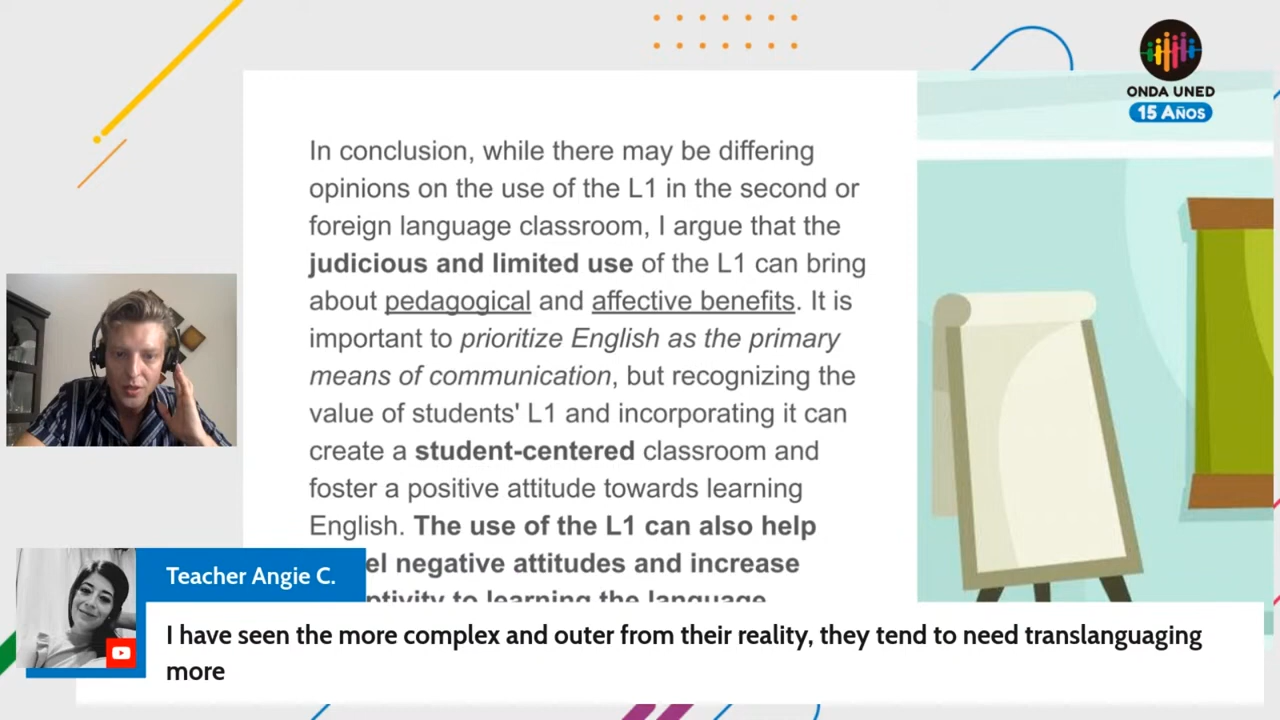 ONDA UNED
15 AÑOS
In conclusion, while there may be differing
opinions on the use of the L1 in the second or
foreign language classroom, I argue that the
judicious and limited use of the L1 can bring
about pedagogical and affective benefits. It is
important to prioritize English as the primary
means of communication, but recognizing the
value of students' L1 and incorporating it can
create a student-centered classroom and
foster a positive attitude towards learning
English. The use of the L1 can also help
negative attitudes and increase
to learning the language
Teacher Angie C.
I have seen the more complex and outer from their reality, they tend to need translanguaging
more